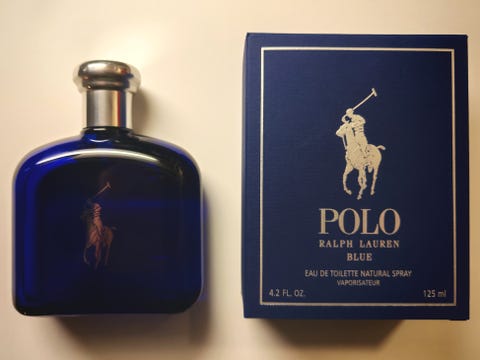 POLO
RALPH LAUREN
BLUE
EAU DE TOILETTE NATURAL SPRAY
VAPORISATEUR
4.2 FL. OZ. 125 ml